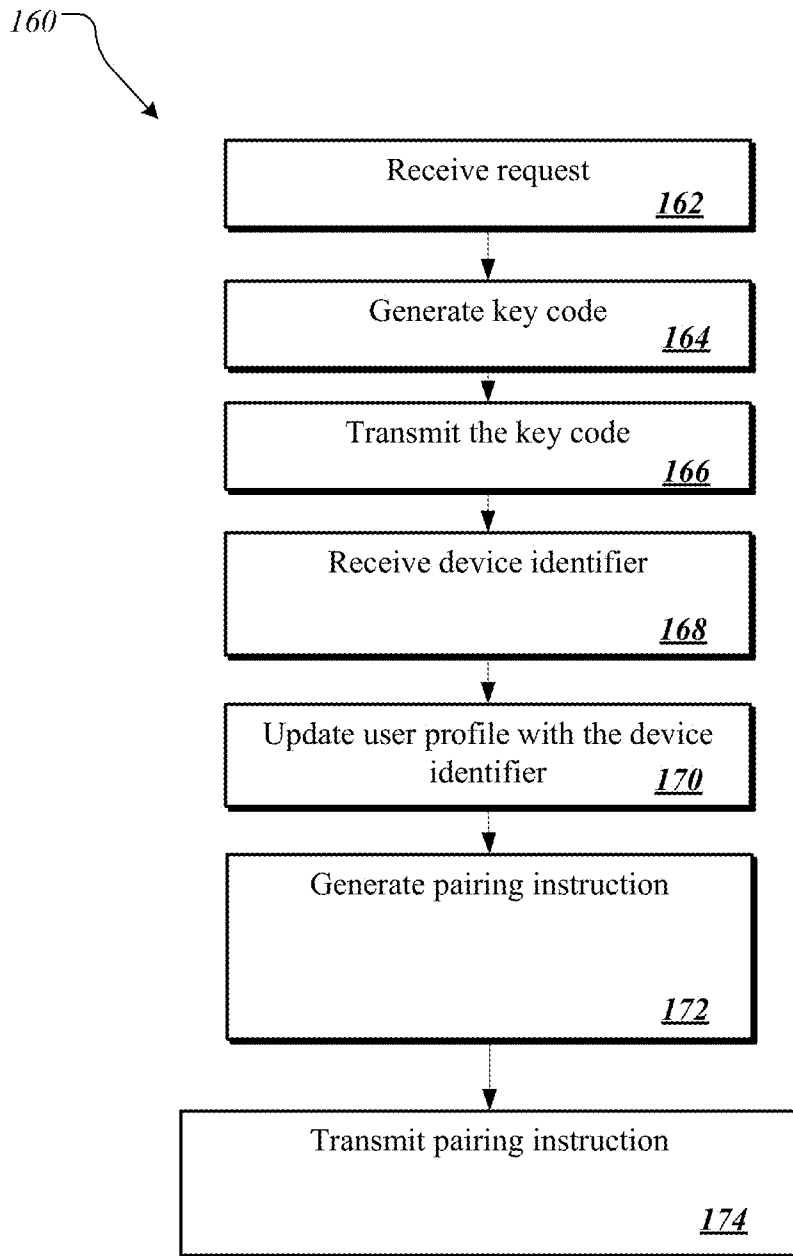 160
Receive request
162
Generate key code
164
Transmit the key code
166
Receive device identifier
168
Update user profile with the device
identifier
170
Generate pairing instruction
172
Transmit pairing instruction
174